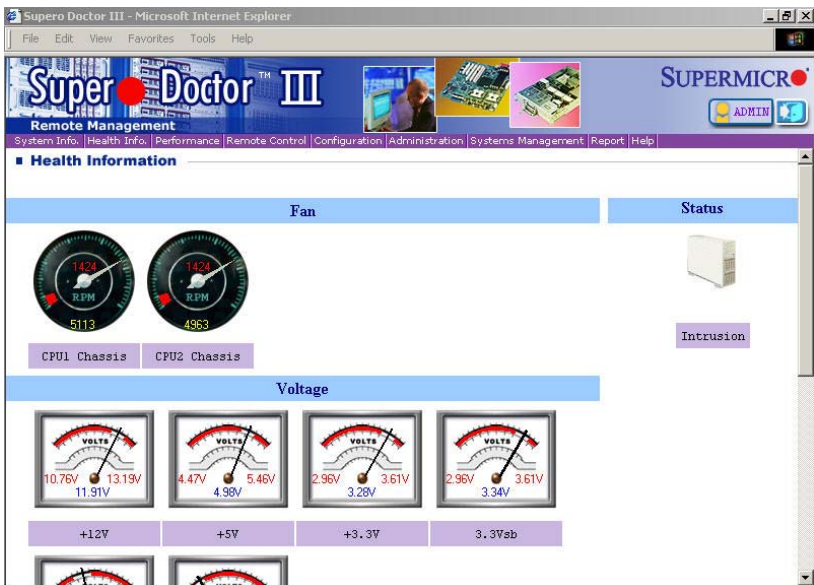 Supero Doctor III - Microsoft Internet Explorer
File Edit View Favorites Tools Help
Super Doctor™ III
SUPERMICR
Remote Management
ADMIN
System Info. Health Info. Performance Remote Control Configuration Administration Systems Management Report Help
Health Information
Fan
Status
1424
RPM
5113
1424
RPM
4963
CPU1 Chassis
CPU2 Chassis
Intrusion
Voltage
VOLTS
10.76V 13.19V
11.91V
VOLTS
4.47V 5.46V
4.98V
VOLTS
2.96V 3.61V
3.28V
VOLTS
2.96V 3.61V
3.34V
+12V
+5V
+3.3V
3.3Vsb